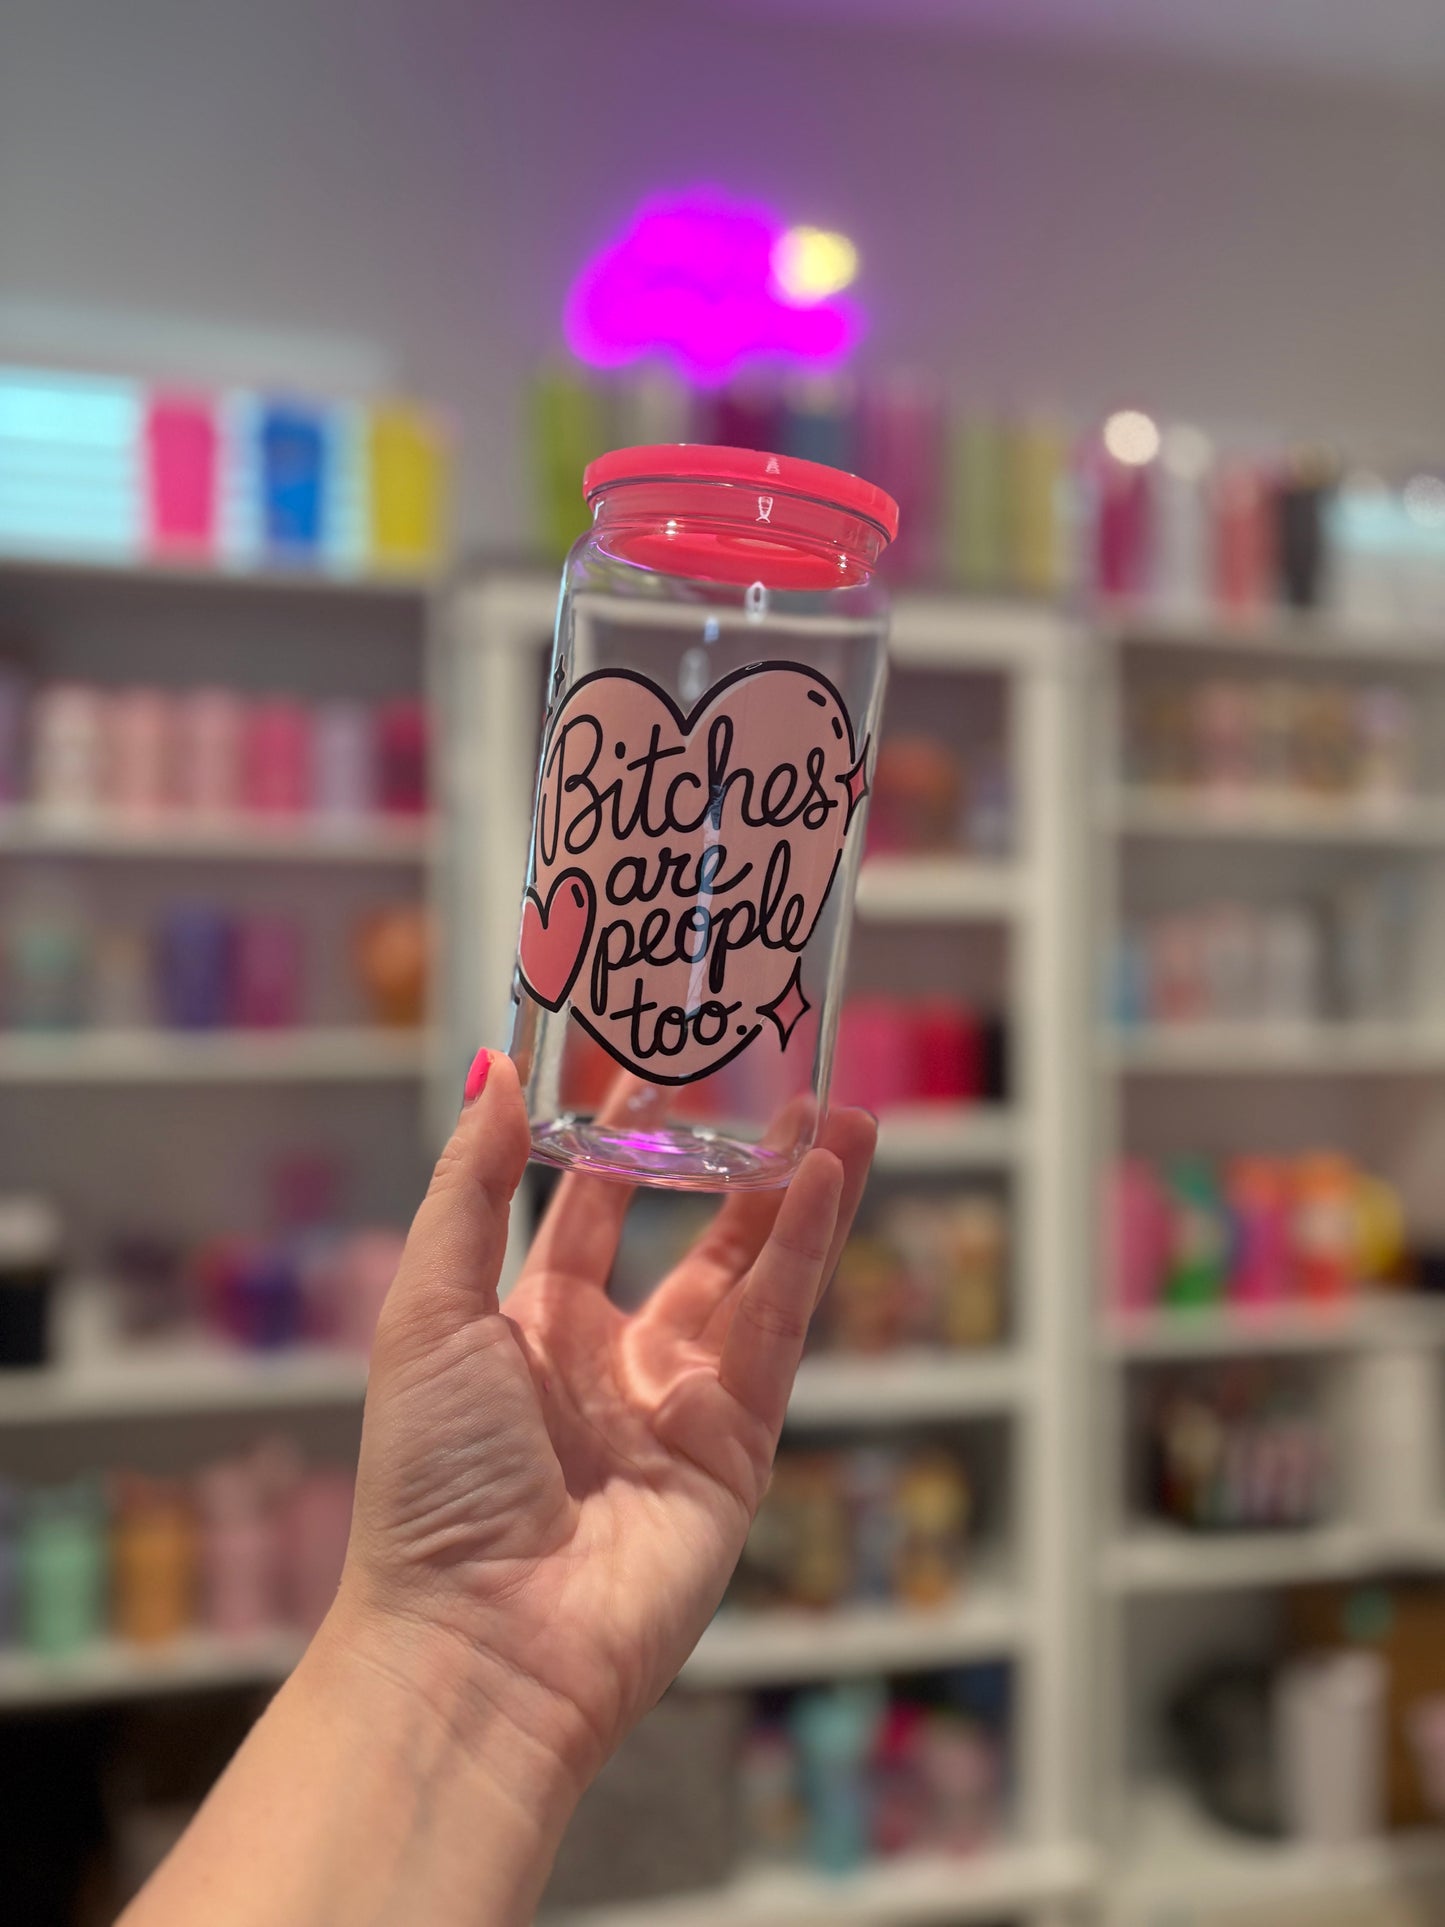 Bitches
are
people
too.